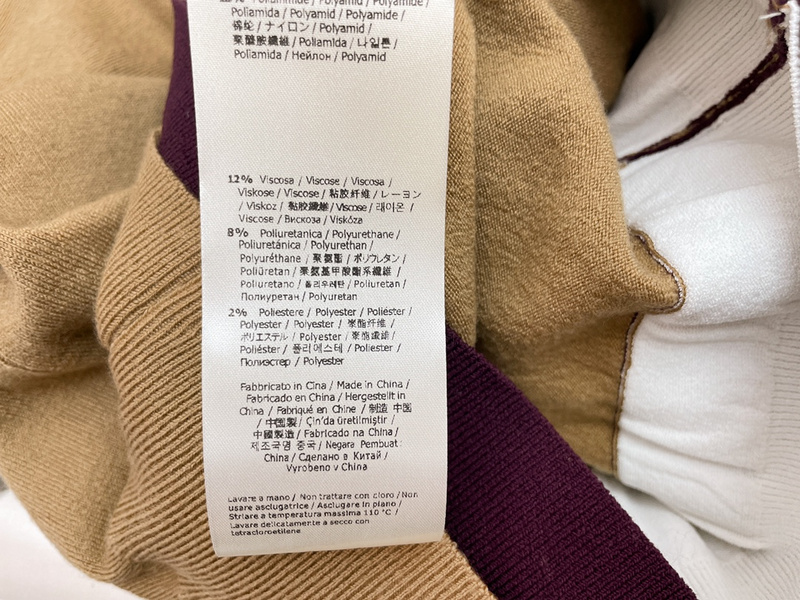 Poliammide / Polyamid / Polyamide /
Poliamida / Polyamid / Polyamide /
锦纶 / ナイロン / Polyamid /
聚醯胺纖維 / Poliamida / 나일론 /
Poliamida / Нейлон / Polyamid
12% Viscosa / Viscose / Viscosa /
Viskose / Viscose / 粘胶纤维 / レーヨン
/ Viskoz / 黏胶纖維 / Viscose / 레이온 /
Viscose / Вискоза / Viskóza
8% Poliuretanica / Polyurethane /
Poliuretánica / Polyurethan /
Polyuréthane / 聚氨酯 / ポリウレタン /
Poliüretan / 聚氨基甲酸酯系纖維 /
Poliuretano / 폴리우레탄 / Poliuretan /
Полиуретан / Polyuretan
2% Poliestere / Polyester / Poliéster /
Polyester / Polyester / 聚酯纤维 /
ポリエステル / Polyester / 聚酯纖維 /
Poliéster / 폴리에스테 / Poliester /
Полиэстер / Polyester
Fabbricato in Cina / Made in China /
Fabricado en China / Hergestellt in
China / Fabriqué en Chine / 制造 中国
/ 中国製 / Çin'da üretilmiştir /
中國製造 / Fabricado na China /
제조국명 중국 / Negara Pembuat:
China / Сделано в Китай /
Vyrobeno v China
Lavare a mano / Non trattare con cloro / Non
usare asciugatrice / Asciugare in piano /
Stirare a temperatura massima 110 °C /
Lavare delicatamente a secco con
tetracloroetilene